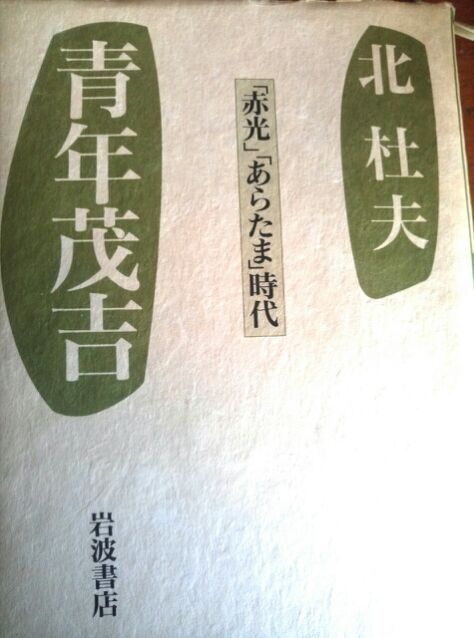 北杜夫
「赤光」「あらたま」時代
青年茂吉
岩波書店